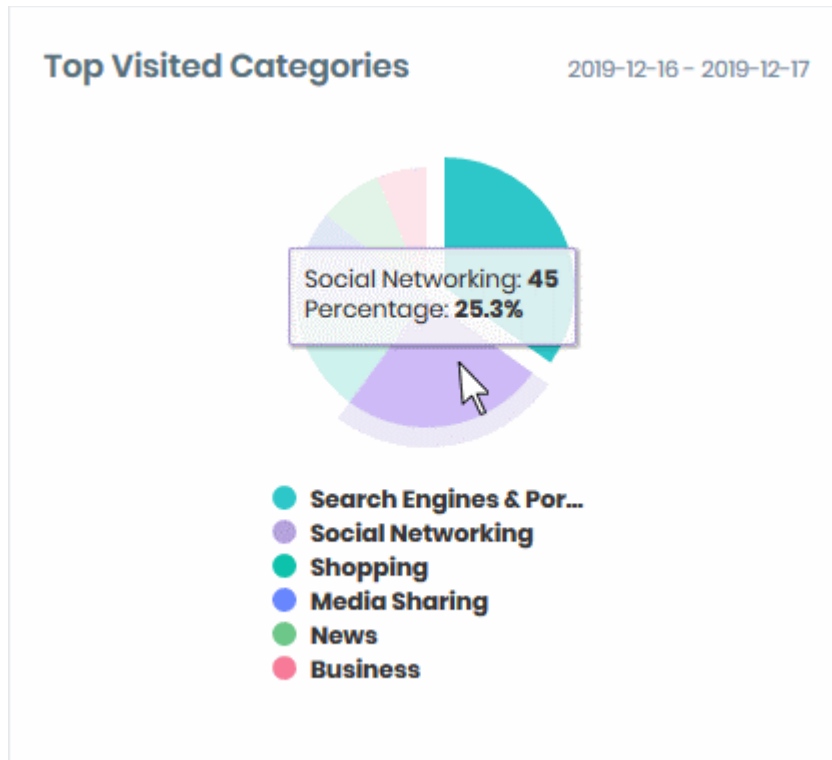 Top Visited Categories
2019-12-16 - 2019-12-17
Social Networking: 45
Percentage: 25.3%
Search Engines & Por...
Social Networking
Shopping
Media Sharing
News
Business